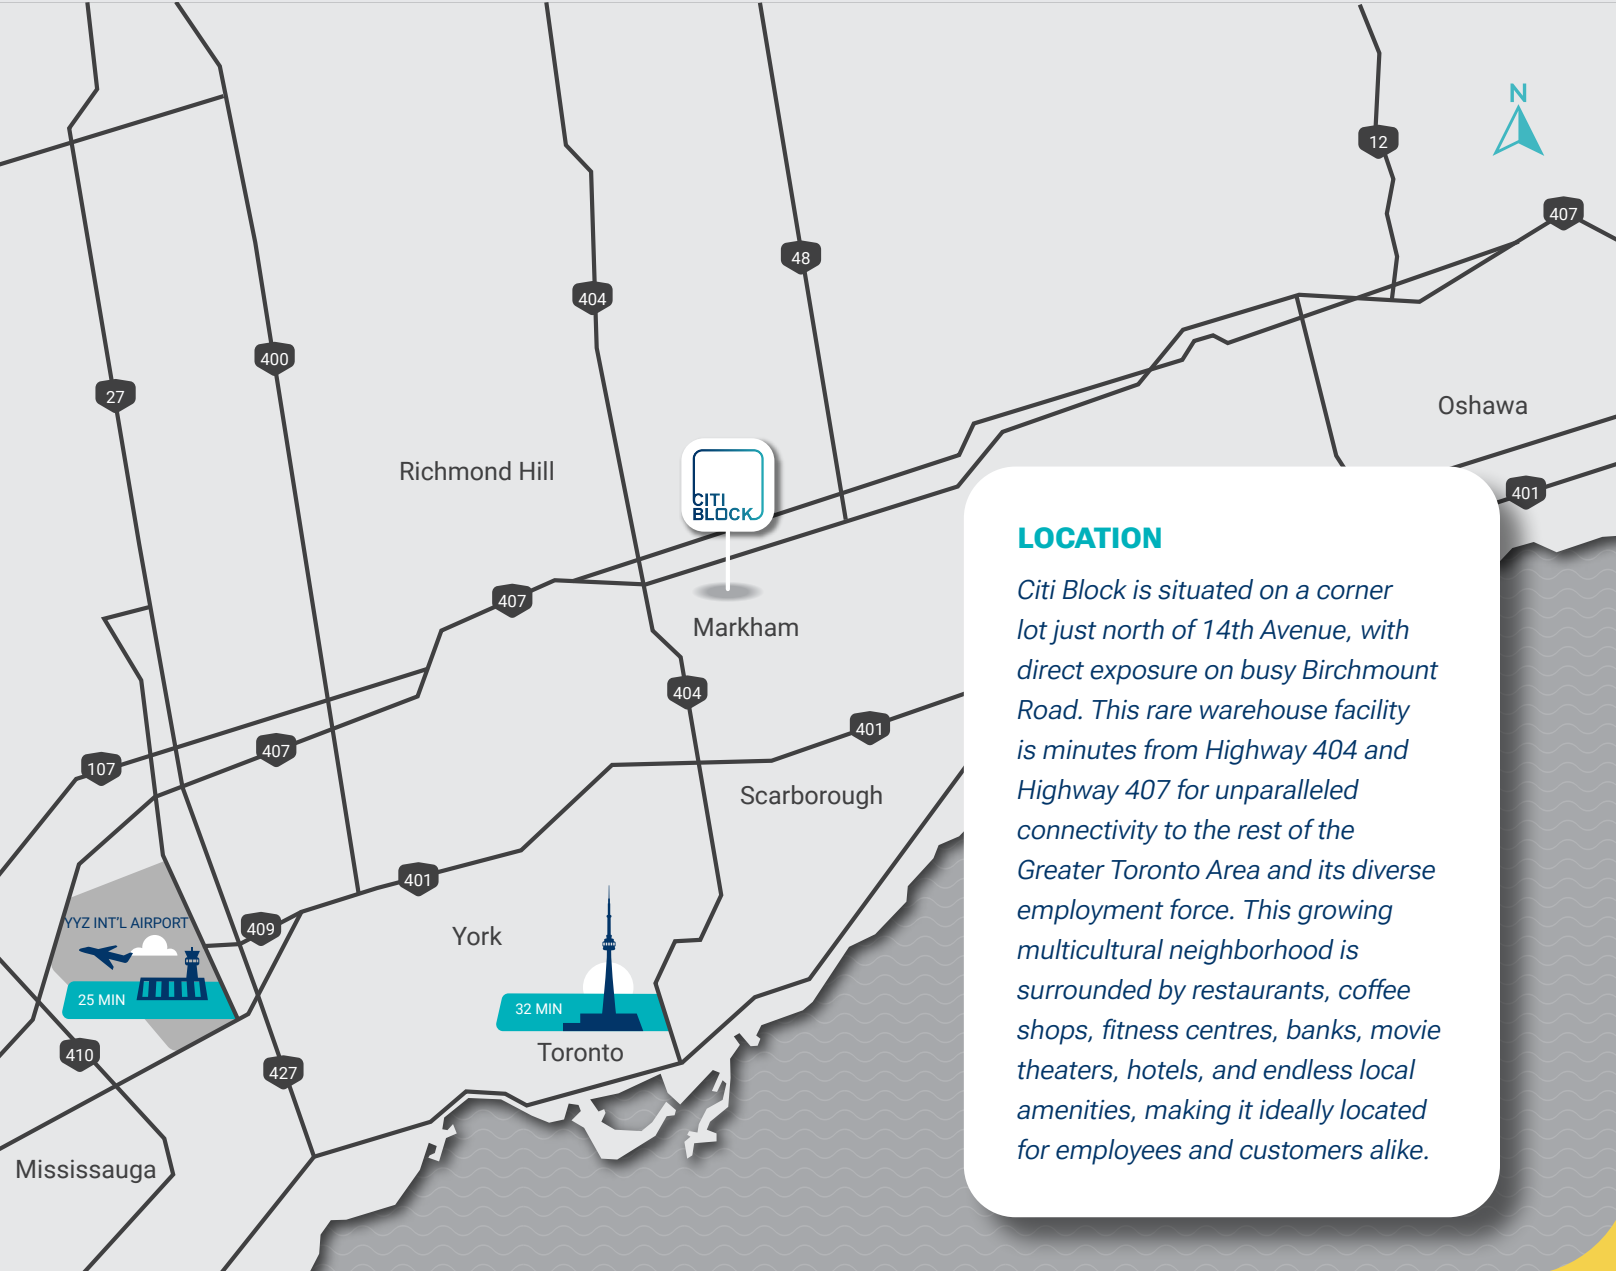 N
12
407
48
404
400
27
Oshawa
Richmond Hill
CITI
BLOCK
401
407
Markham
404
401
407
107
Scarborough
401
YYZ INT'L AIRPORT
409
York
25 MIN
32 MIN
Toronto
410
427
Mississauga
LOCATION
Citi Block is situated on a corner
lot just north of 14th Avenue, with
direct exposure on busy Birchmount
Road. This rare warehouse facility
is minutes from Highway 404 and
Highway 407 for unparalleled
connectivity to the rest of the
Greater Toronto Area and its diverse
employment force. This growing
multicultural neighborhood is
surrounded by restaurants, coffee
shops, fitness centres, banks, movie
theaters, hotels, and endless local
amenities, making it ideally located
for employees and customers alike.